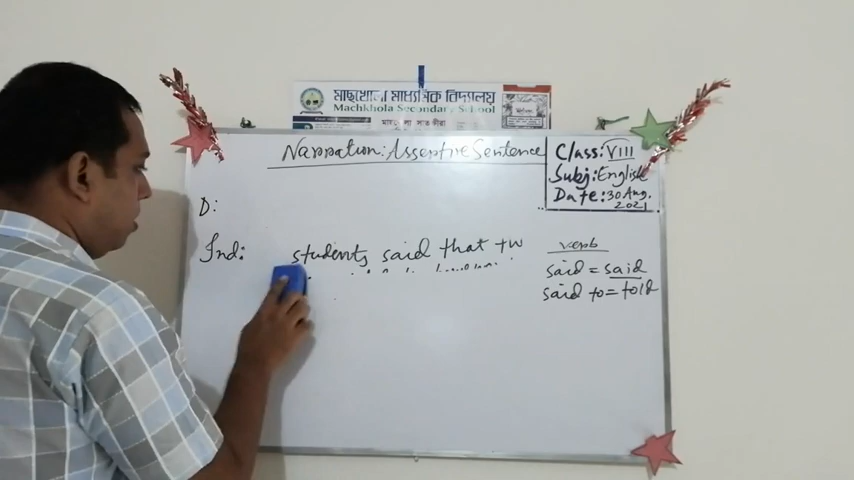 মাছখোলা মাধ্যমিক বিদ্যালয়
Machkhola Secondary School
Narration: Assertive Sentence
Class: VIII
Subj: English
Date: 30 Aug. 2021
D:
Ind: students said that
verb
said = said
said to = told